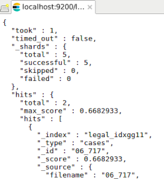 localhost:9200/l...
{
"took" : 1,
"timed_out" : false,
"_shards" : {
"total" : 5,
"successful" : 5,
"skipped" : 0,
"failed" : 0
},
"hits" : {
"total" : 2,
"max_score" : 0.6682933,
"hits" : [
{
"_index" : "legal_idxgg11",
"_type" : "cases",
"_id" : "06_717",
"_score" : 0.6682933,
"_source" : {
"filename" : "06_717",